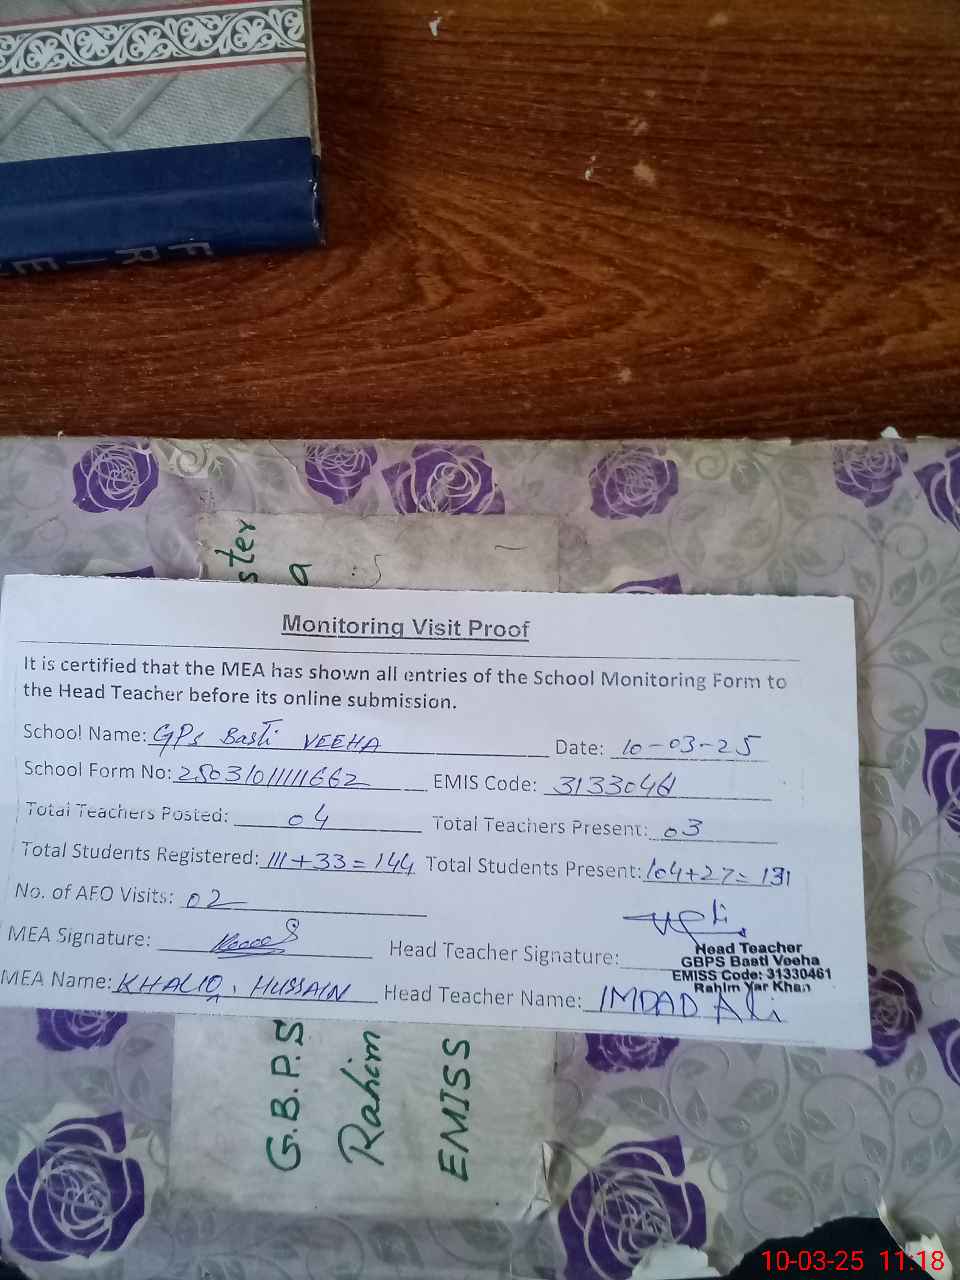 FRIE
ster
a
Monitoring Visit Proof
It is certified that the MEA has shown all entries of the School Monitoring Form to
the Head Teacher before its online submission.
School Name: GPS Basti VEEHA Date: 10-03-25
School Form No: EMIS Code:
Total Teachers Posted: 04 Total Teachers Present: 03
Total Students Registered: 111+33=144 Total Students Present: 104+27=131
No. of AEO Visits: 02
MEA Signature: Head Teacher Signature:
Head Teacher
GBPS Basti Veeha
EMISS Code: 31330461
Rahim Yar Khan
MEA Name: KHALIQ. HUSSAIN Head Teacher Name: IMDAD Ali
G.B.P.S
Rahim
EMISS
10-03-25 11:18